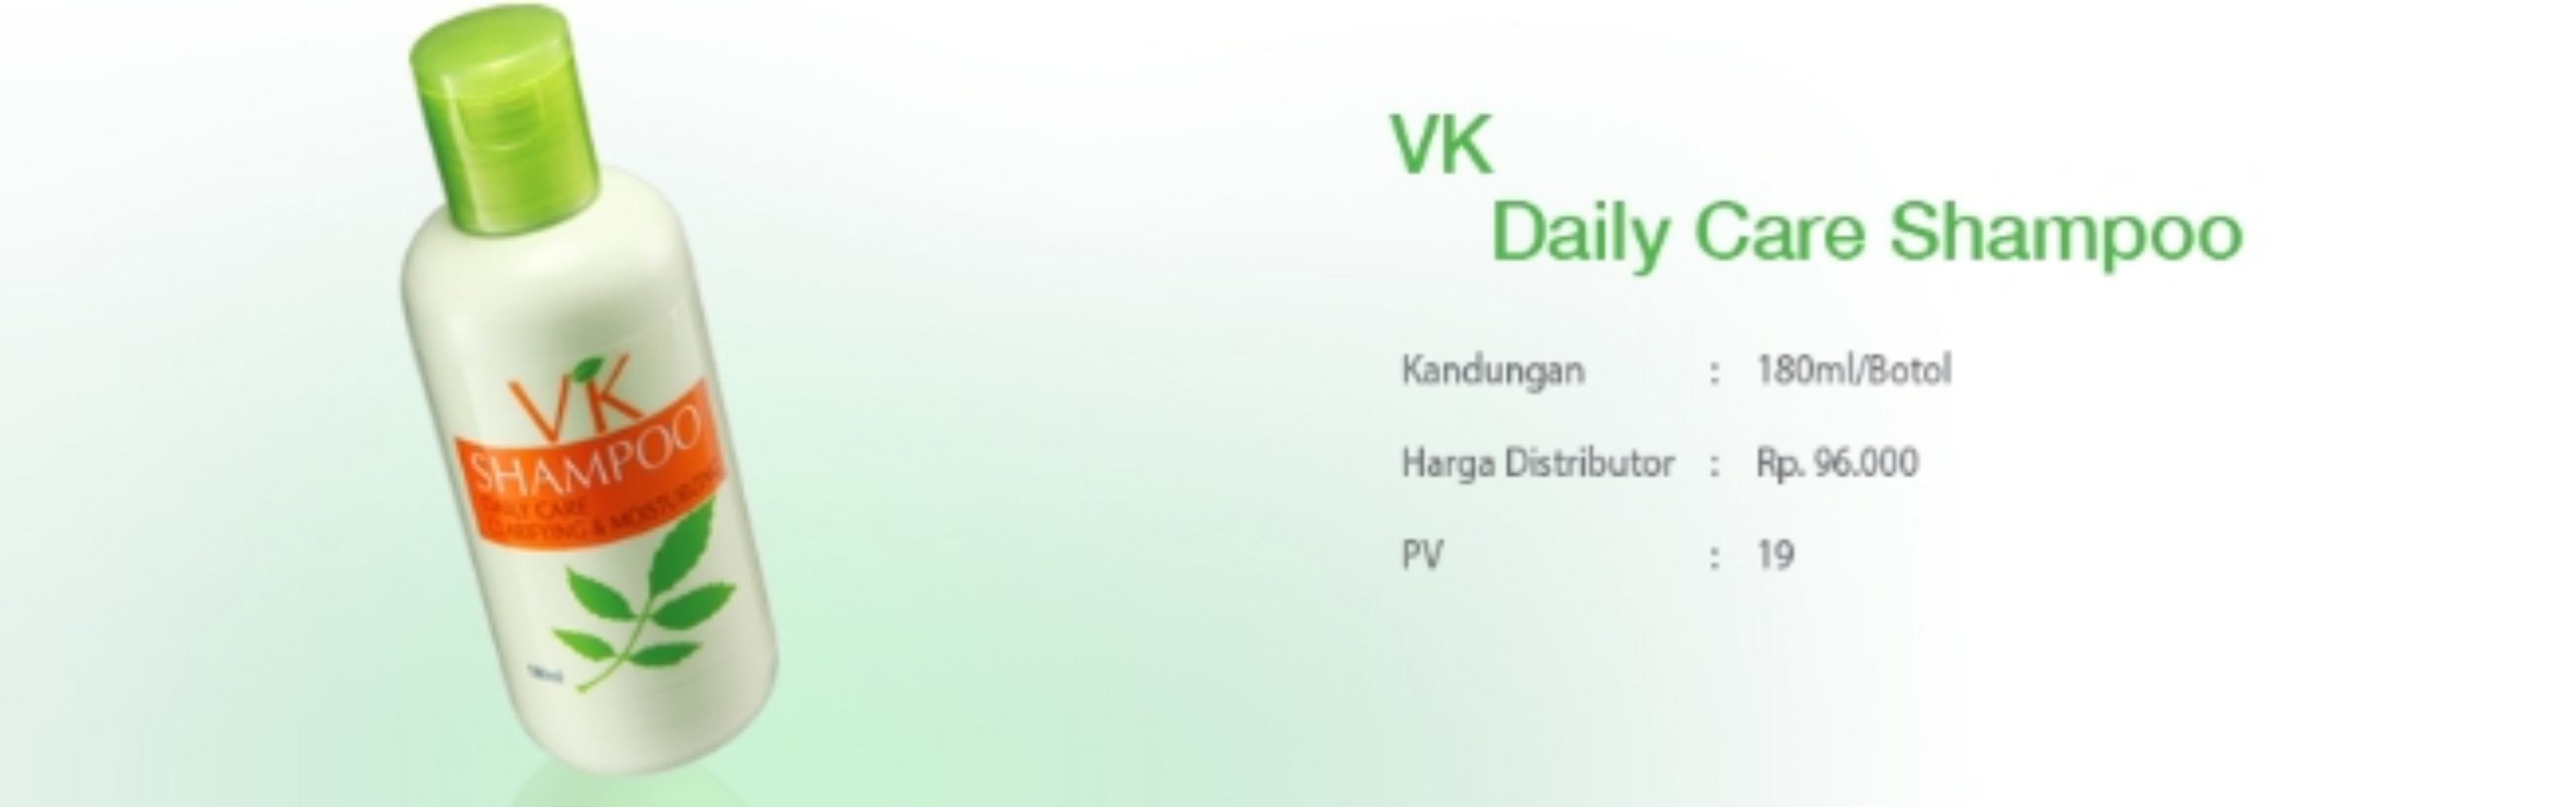 VK
SHAMPOO
DAILY CARE
CLARIFYING & MOISTURIZING
VK
Daily Care Shampoo
Kandungan : 180ml/Botol
Harga Distributor : Rp. 96.000
PV : 19